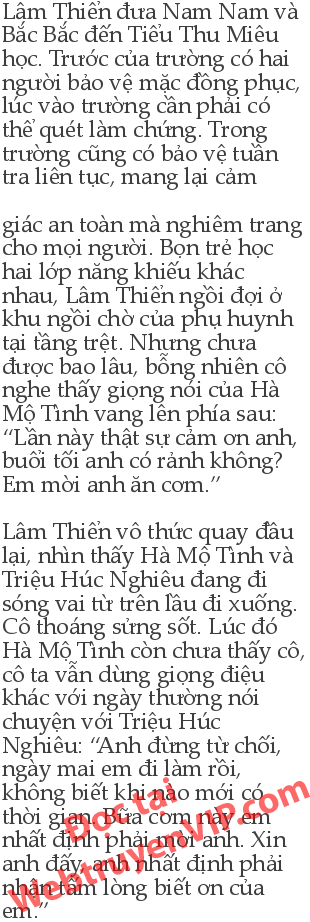 Lâm Thiển đưa Nam Nam và
Bắc Bắc đến Tiểu Thu Miêu
học. Trước của trường có hai
người bảo vệ mặc đồng phục,
lúc vào trường cần phải có
thể quét làm chứng. Trong
trường cũng có bảo vệ tuần
tra liên tục, mang lại cảm
giác an toàn mà nghiêm trang
cho mọi người. Bọn trẻ học
hai lớp năng khiếu khác
nhau, Lâm Thiển ngồi đợi ở
khu ngồi chờ của phụ huynh
tại tầng trệt. Nhưng chưa
được bao lâu, bỗng nhiên cô
nghe thấy giọng nói của Hà
Mộ Tình vang lên phía sau:
“Lần này thật sự cảm ơn anh,
buổi tối anh có rảnh không?
Em mời anh ăn cơm.”
Lâm Thiển vô thức quay đầu
lại, nhìn thấy Hà Mộ Tình và
Triệu Húc Nghiêu đang đi
sóng vai từ trên lầu đi xuống.
Cô thoáng sửng sốt. Lúc đó
Hà Mộ Tình còn chưa thấy cô,
cô ta vẫn dùng giọng điệu
khác với ngày thường nói
chuyện với Triệu Húc
Nghiêu: “Anh đừng từ chối,
ngày mai em đi làm rồi,
không biết khi nào mới có
thời gian. Bữa cơm này em
nhất định phải mời anh. Xin
anh đấy, anh nhất định phải
nhận tấm lòng biết ơn của
em.”
Đọc tại
WebtruyenVIP.com